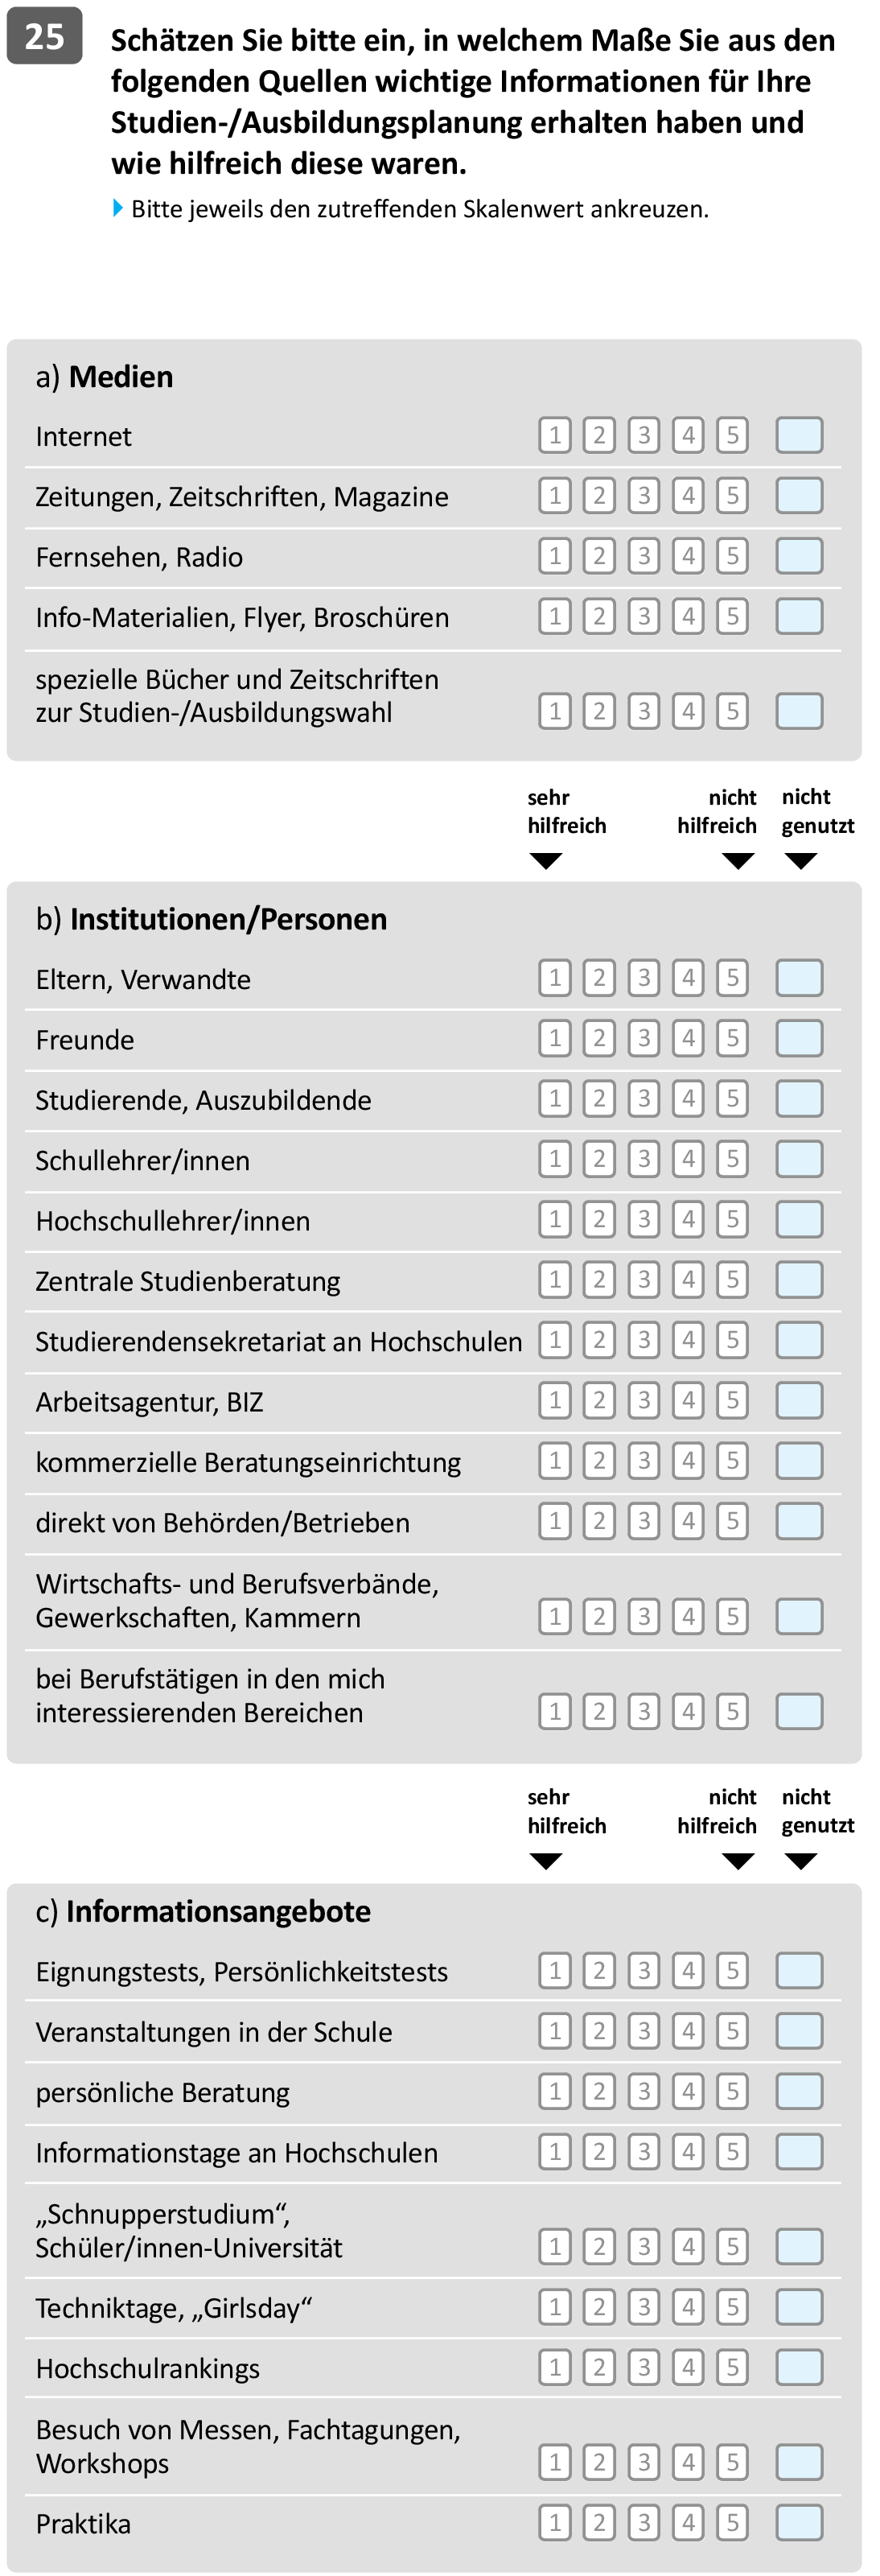 25
Schätzen Sie bitte ein, in welchem Maße Sie aus den
folgenden Quellen wichtige Informationen für Ihre
Studien-/Ausbildungsplanung erhalten haben und
wie hilfreich diese waren.
Bitte jeweils den zutreffenden Skalenwert ankreuzen.
a) Medien
Internet 1 2 3 4 5
Zeitungen, Zeitschriften, Magazine 1 2 3 4 5
Fernsehen, Radio 1 2 3 4 5
Info-Materialien, Flyer, Broschüren 1 2 3 4 5
spezielle Bücher und Zeitschriften
zur Studien-/Ausbildungswahl 1 2 3 4 5
sehr nicht nicht
hilfreich hilfreich genutzt
b) Institutionen/Personen
Eltern, Verwandte 1 2 3 4 5
Freunde 1 2 3 4 5
Studierende, Auszubildende 1 2 3 4 5
Schullehrer/innen 1 2 3 4 5
Hochschullehrer/innen 1 2 3 4 5
Zentrale Studienberatung 1 2 3 4 5
Studierendensekretariat an Hochschulen 1 2 3 4 5
Arbeitsagentur, BIZ 1 2 3 4 5
kommerzielle Beratungseinrichtung 1 2 3 4 5
direkt von Behörden/Betrieben 1 2 3 4 5
Wirtschafts- und Berufsverbände,
Gewerkschaften, Kammern 1 2 3 4 5
bei Berufstätigen in den mich
interessierenden Bereichen 1 2 3 4 5
sehr nicht nicht
hilfreich hilfreich genutzt
c) Informationsangebote
Eignungstests, Persönlichkeitstests 1 2 3 4 5
Veranstaltungen in der Schule 1 2 3 4 5
persönliche Beratung 1 2 3 4 5
Informationstage an Hochschulen 1 2 3 4 5
„Schnupperstudium“,
Schüler/innen-Universität 1 2 3 4 5
Techniktage, „Girlsday“ 1 2 3 4 5
Hochschulrankings 1 2 3 4 5
Besuch von Messen, Fachtagungen,
Workshops 1 2 3 4 5
Praktika 1 2 3 4 5